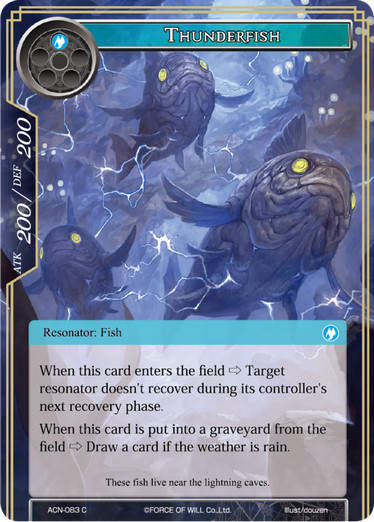 Thunderfish
ATK 200 / DEF 200
Resonator: Fish
When this card enters the field ⇨ Target
resonator doesn't recover during its controller's
next recovery phase.
When this card is put into a graveyard from the
field ⇨ Draw a card if the weather is rain.
These fish live near the lightning caves.
ACN-083 C ©FORCE OF WILL Co.,Ltd. Illust/douzen